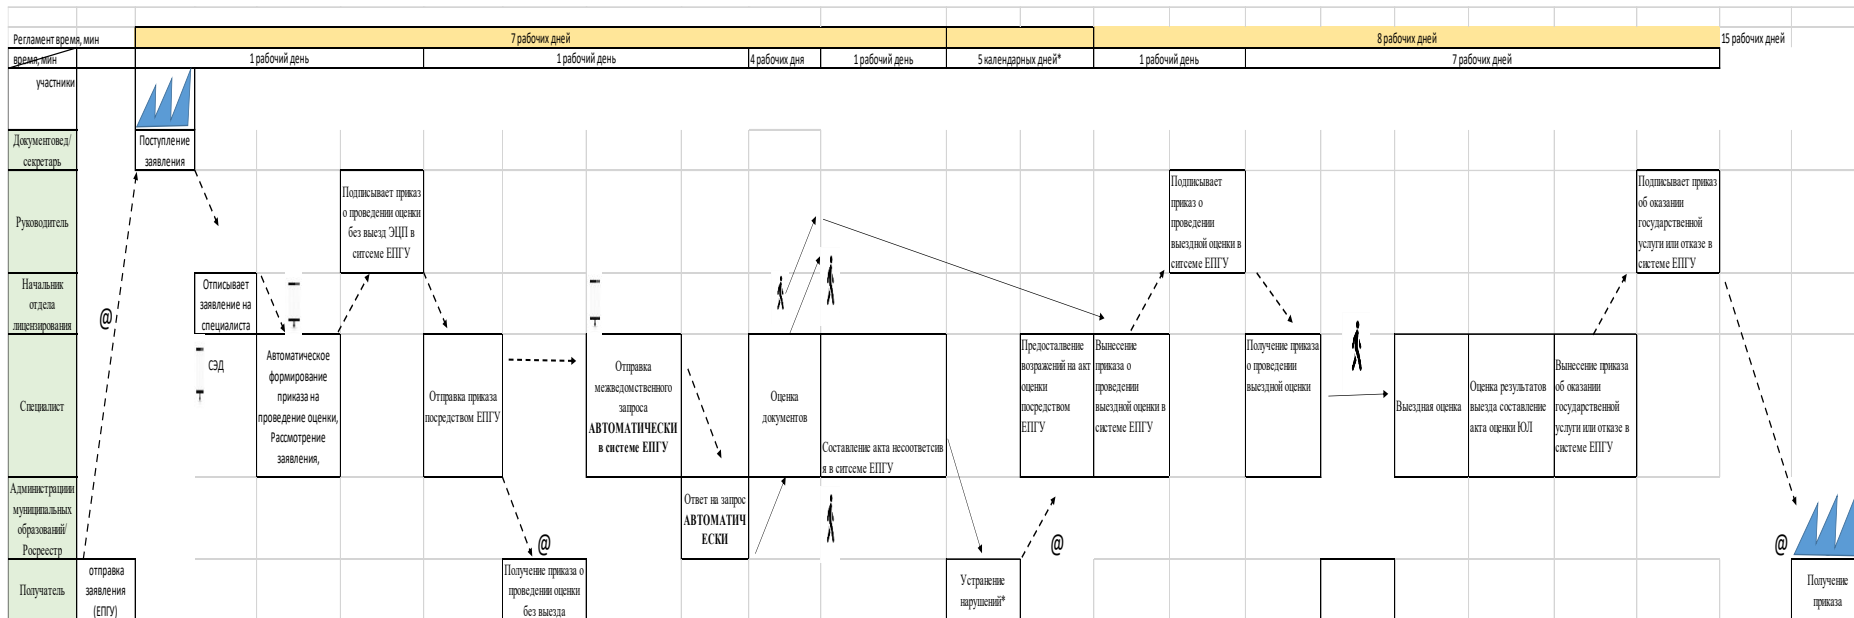 Регламент время, мин
7 рабочих дней
8 рабочих дней
15 рабочих дней
время, мин
1 рабочий день
1 рабочий день
4 рабочих дня
1 рабочий день
5 календарных дней*
1 рабочий день
7 рабочих дней
участники
Документовед/
секретарь
Поступление
заявления
Руководитель
Подписывает приказ
о проведении оценки
без выезд ЭЦП в
ситсеме ЕПГУ
Подписывает
приказ о
проведении
выездной оценки в
ситсеме ЕПГУ
Подписывает приказ
об оказании
государственной
услуги или отказе в
системе ЕПГУ
Начальник
отдела
лицензирования
Отписывает
заявление на
специалиста
@
Специалист
СЭД
Автоматическое
формирование
приказа на
проведение оценки,
Рассмотрение
заявления,
Отправка приказа
посредством ЕПГУ
Отправка
межведомственного
запроса
АВТОМАТИЧЕСКИ
в системе ЕПГУ
Оценка
документов
Составление акта несоответсив
я в ситсеме ЕПГУ
Предосталвение
возражений на акт
оценки
посредством
ЕПГУ
Вынесение
приказа о
проведении
выездной оценки в
системе ЕПГУ
Получение приказа
о проведении
выездной оценки
Выездная оценка
Оценка результатов
выезда составление
акта оценки ЮЛ
Вынесение приказа
об оказании
государственной
услуги или отказе в
системе ЕПГУ
Администрациии
муниципальных
образований/
Росреестр
Ответ на запрос
АВТОМАТИЧ
ЕСКИ
@
@
@
Получатель
отправка
заявления
(ЕПГУ)
Получение приказа о
проведении оценки
без выезда
Устранение
нарушений*
Получение
приказа